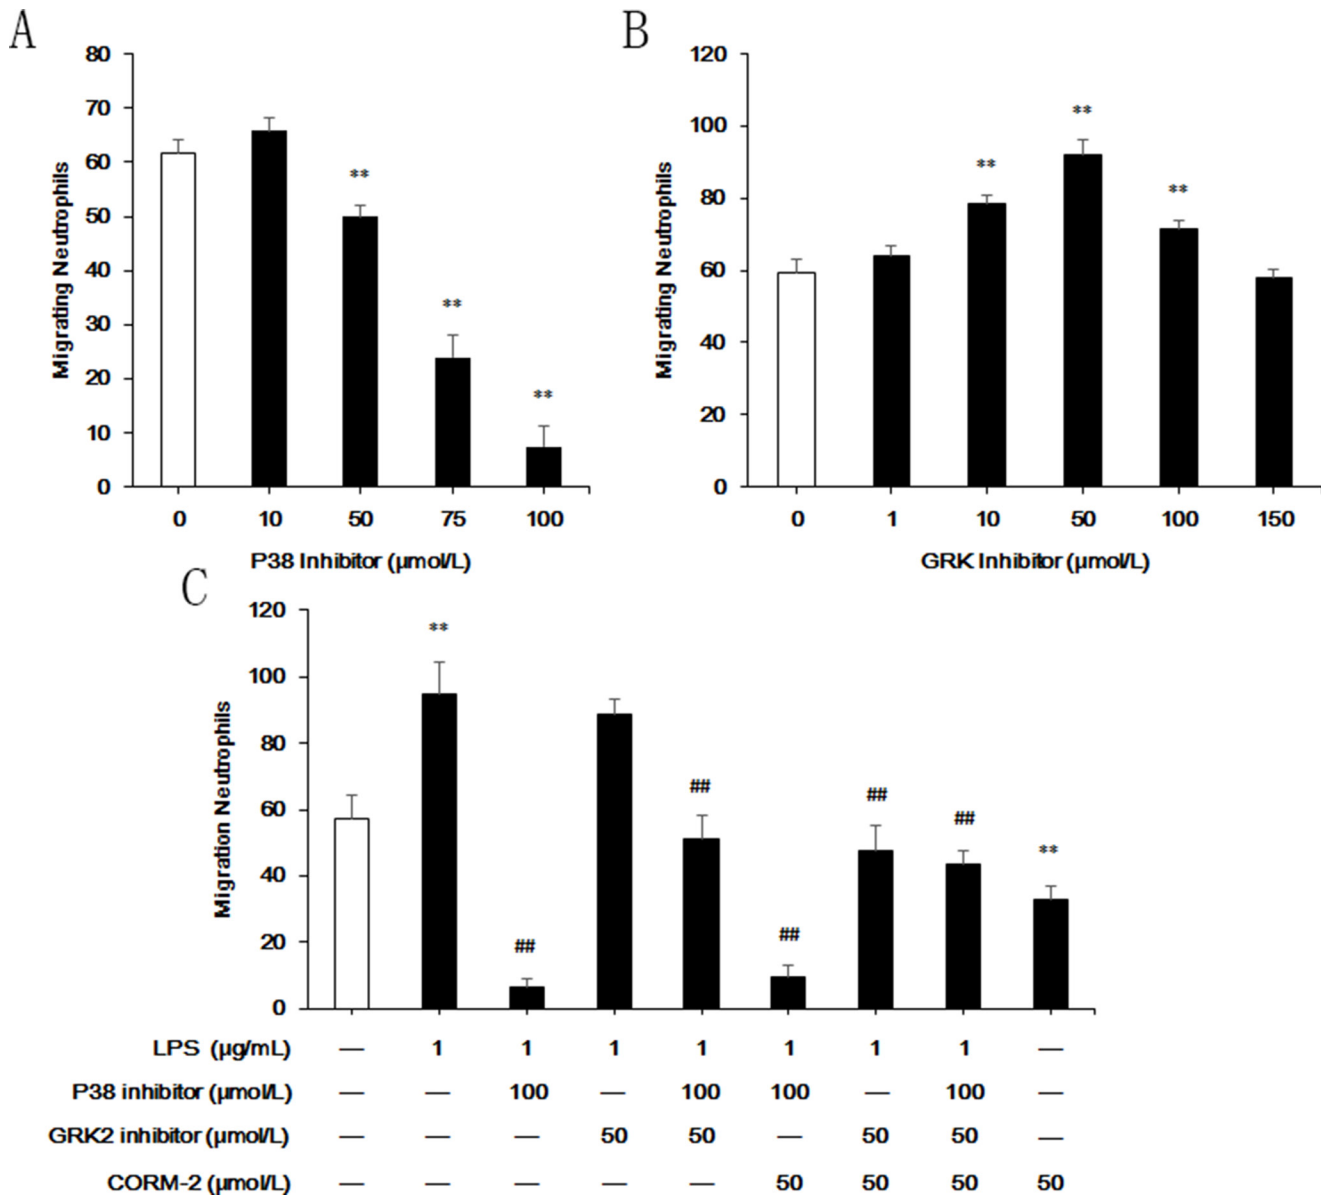 A
80
70
60
50
40
30
20
10
0
Migrating Neutrophils
**
**
**
0 10 50 75 100
P38 Inhibitor (μmol/L)
B
120
100
80
60
40
20
0
Migrating Neutrophils
**
**
**
0 1 10 50 100 150
GRK Inhibitor (μmol/L)
C
120
100
80
60
40
20
0
Migration Neutrophils
**
##
##
##
##
##
**
LPS (μg/mL) — 1 1 1 1 1 1 1 —
P38 inhibitor (μmol/L) — — 100 — 100 100 — 100 —
GRK2 inhibitor (μmol/L) — — — 50 50 — 50 50 —
CORM-2 (μmol/L) — — — — — 50 50 50 50